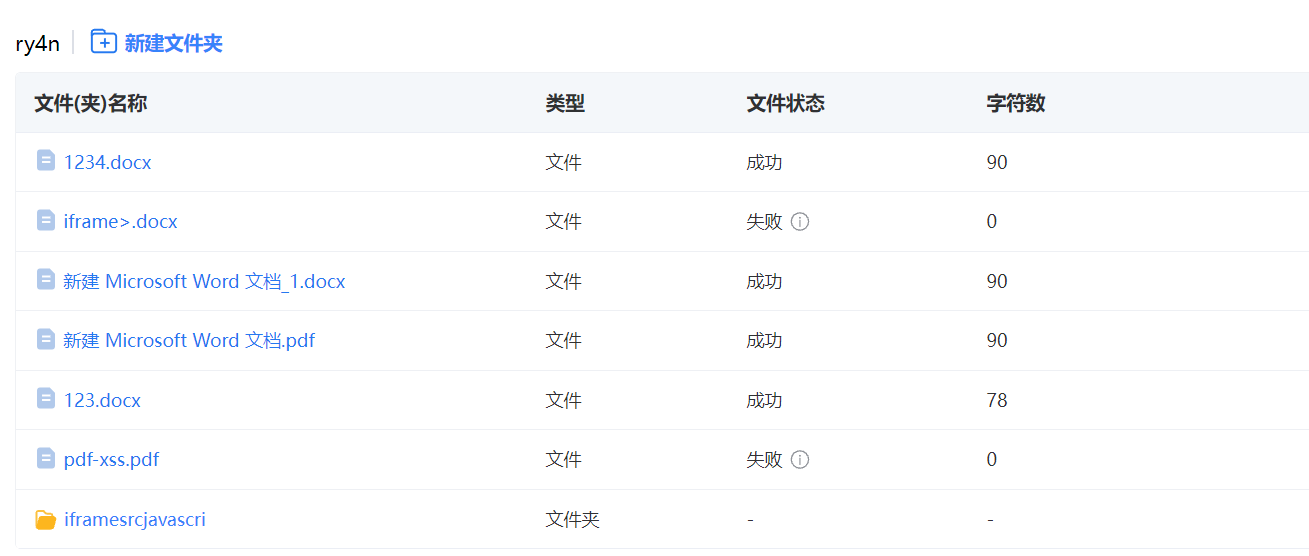 ry4n 新建文件夹
文件(夹)名称 类型 文件状态 字符数
1234.docx 文件 成功 90
iframe>.docx 文件 失败 0
新建 Microsoft Word 文档_1.docx 文件 成功 90
新建 Microsoft Word 文档.pdf 文件 成功 90
123.docx 文件 成功 78
pdf-xss.pdf 文件 失败 0
iframesrcjavascri 文件夹 - -